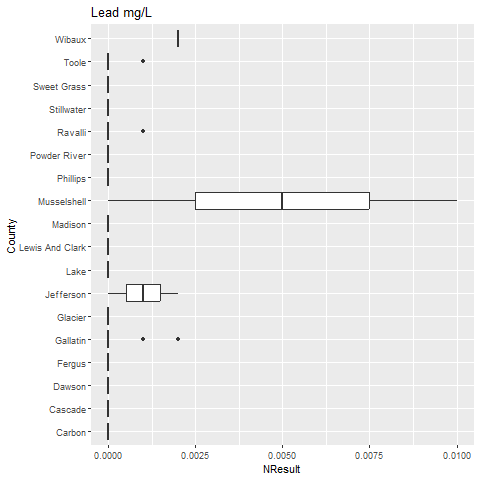 Lead mg/L
Wibaux
Toole
Sweet Grass
Stillwater
Ravalli
Powder River
Phillips
Musselshell
Madison
Lewis And Clark
Lake
Jefferson
Glacier
Gallatin
Fergus
Dawson
Cascade
Carbon
County
0.0000 0.0025 0.0050 0.0075 0.0100
NResult